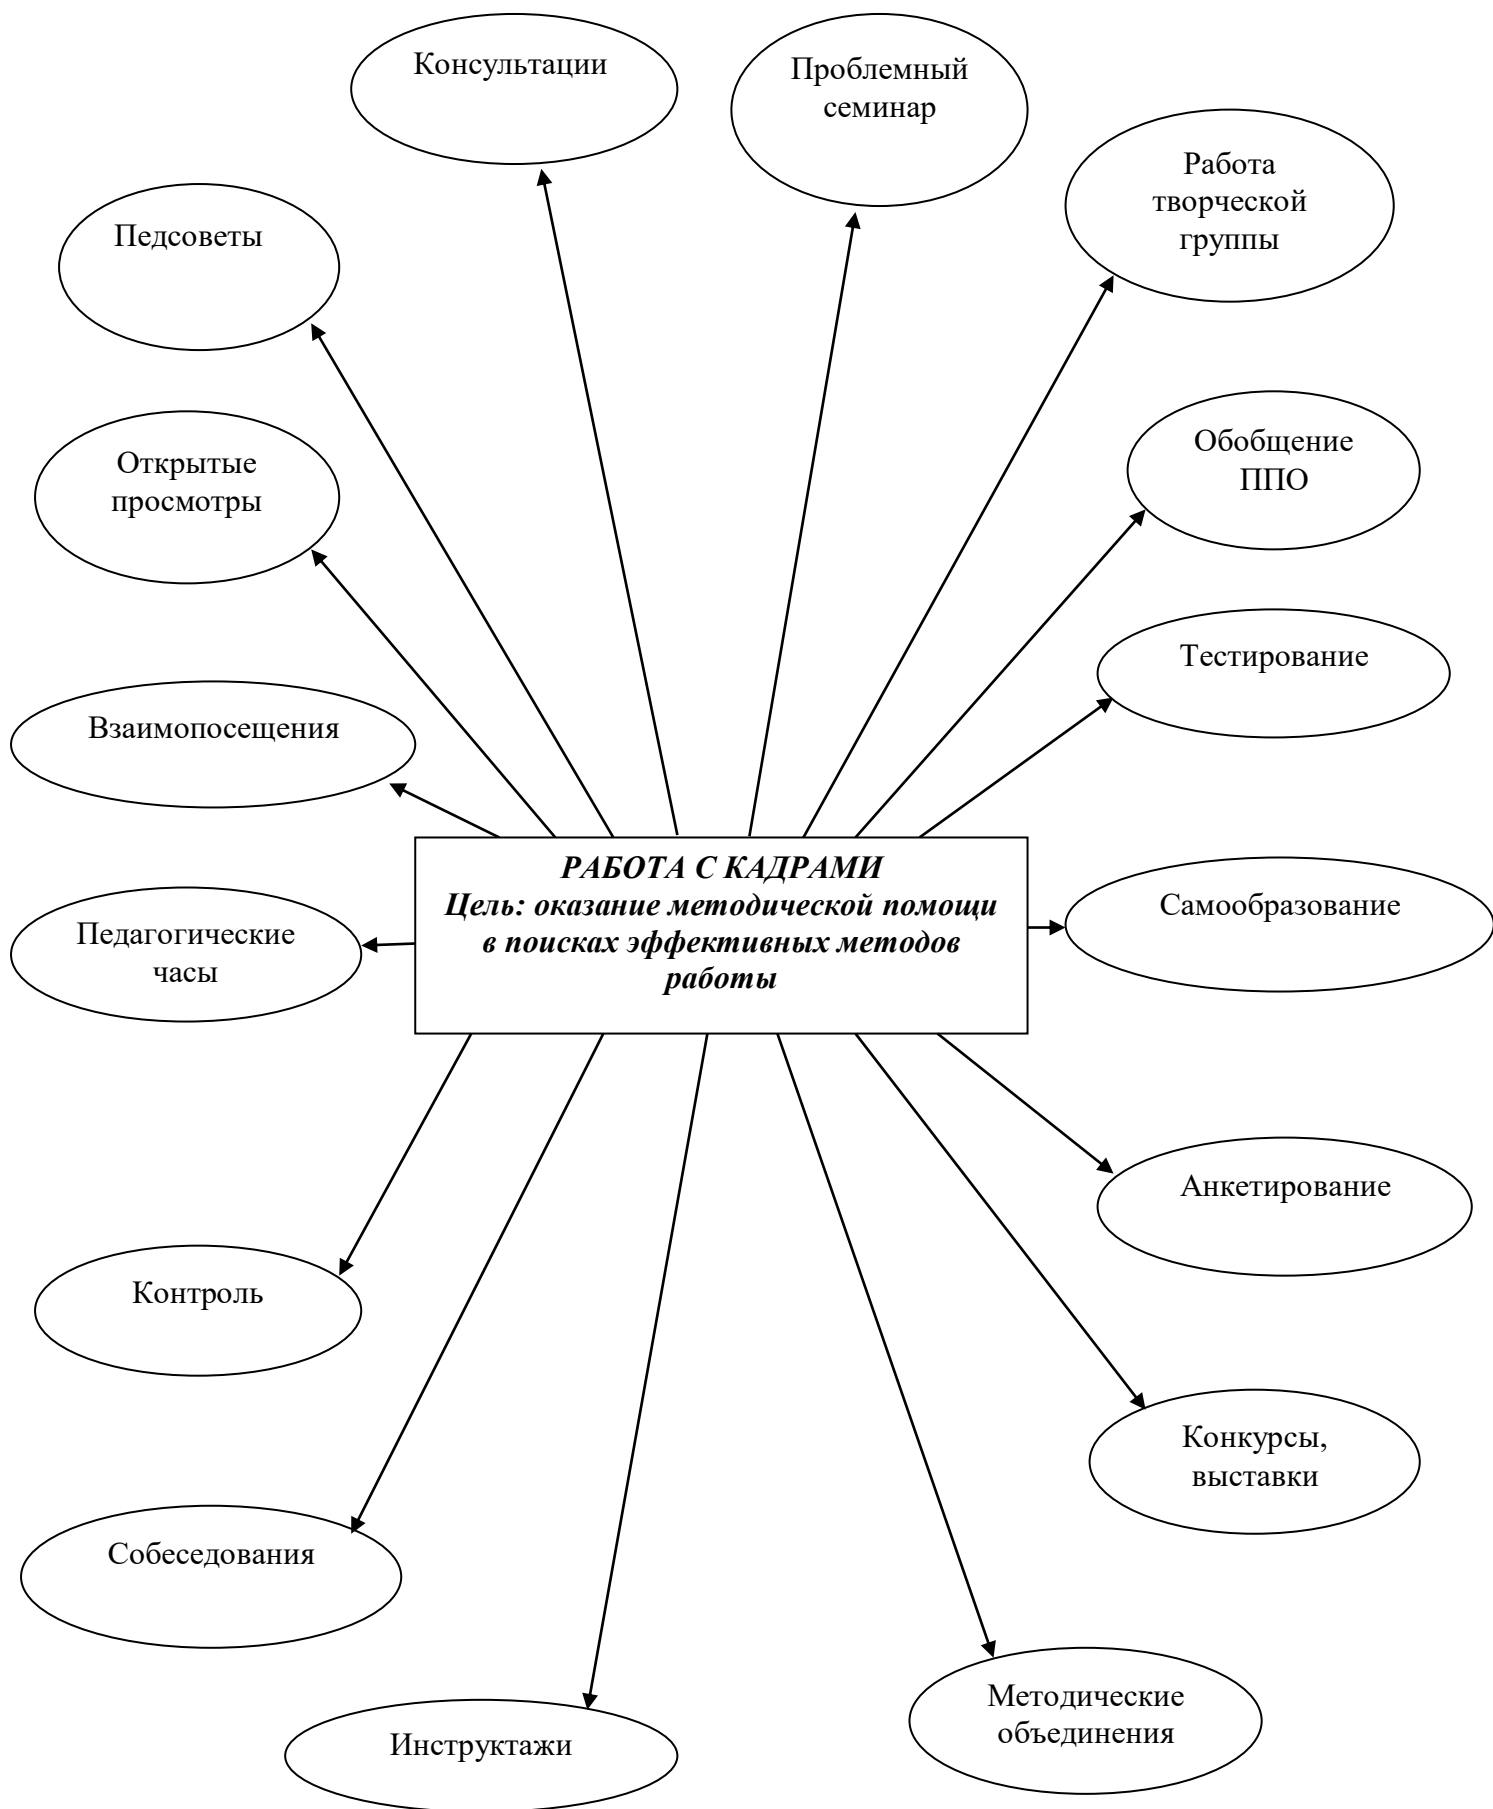 Консультации
Проблемный
семинар
Работа
творческой
группы
Педсоветы
Обобщение
ППО
Открытые
просмотры
Тестирование
Взаимопосещения
РАБОТА С КАДРАМИ
Цель: оказание методической помощи
в поисках эффективных методов
работы
Самообразование
Педагогические
часы
Анкетирование
Контроль
Конкурсы,
выставки
Собеседования
Методические
объединения
Инструктажи